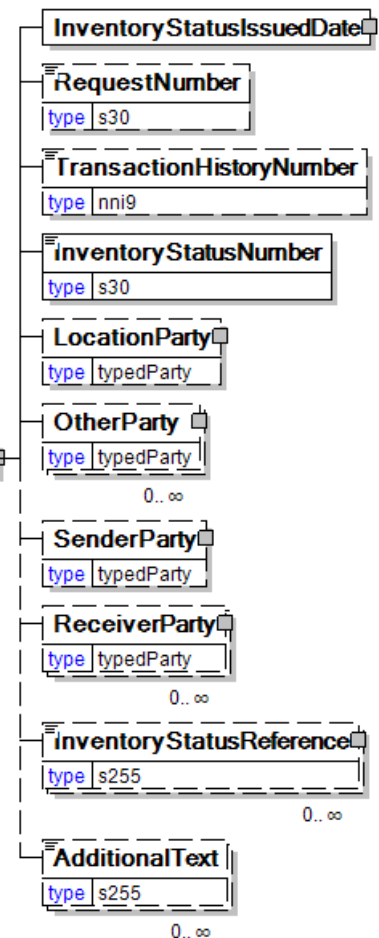 InventoryStatusIssuedDate
RequestNumber
type s30
TransactionHistoryNumber
type nni9
InventoryStatusNumber
type s30
LocationParty
type typedParty
OtherParty
type typedParty
0.. ∞
SenderParty
type typedParty
ReceiverParty
type typedParty
0.. ∞
InventoryStatusReference
type s255
0.. ∞
AdditionalText
type s255
0.. ∞